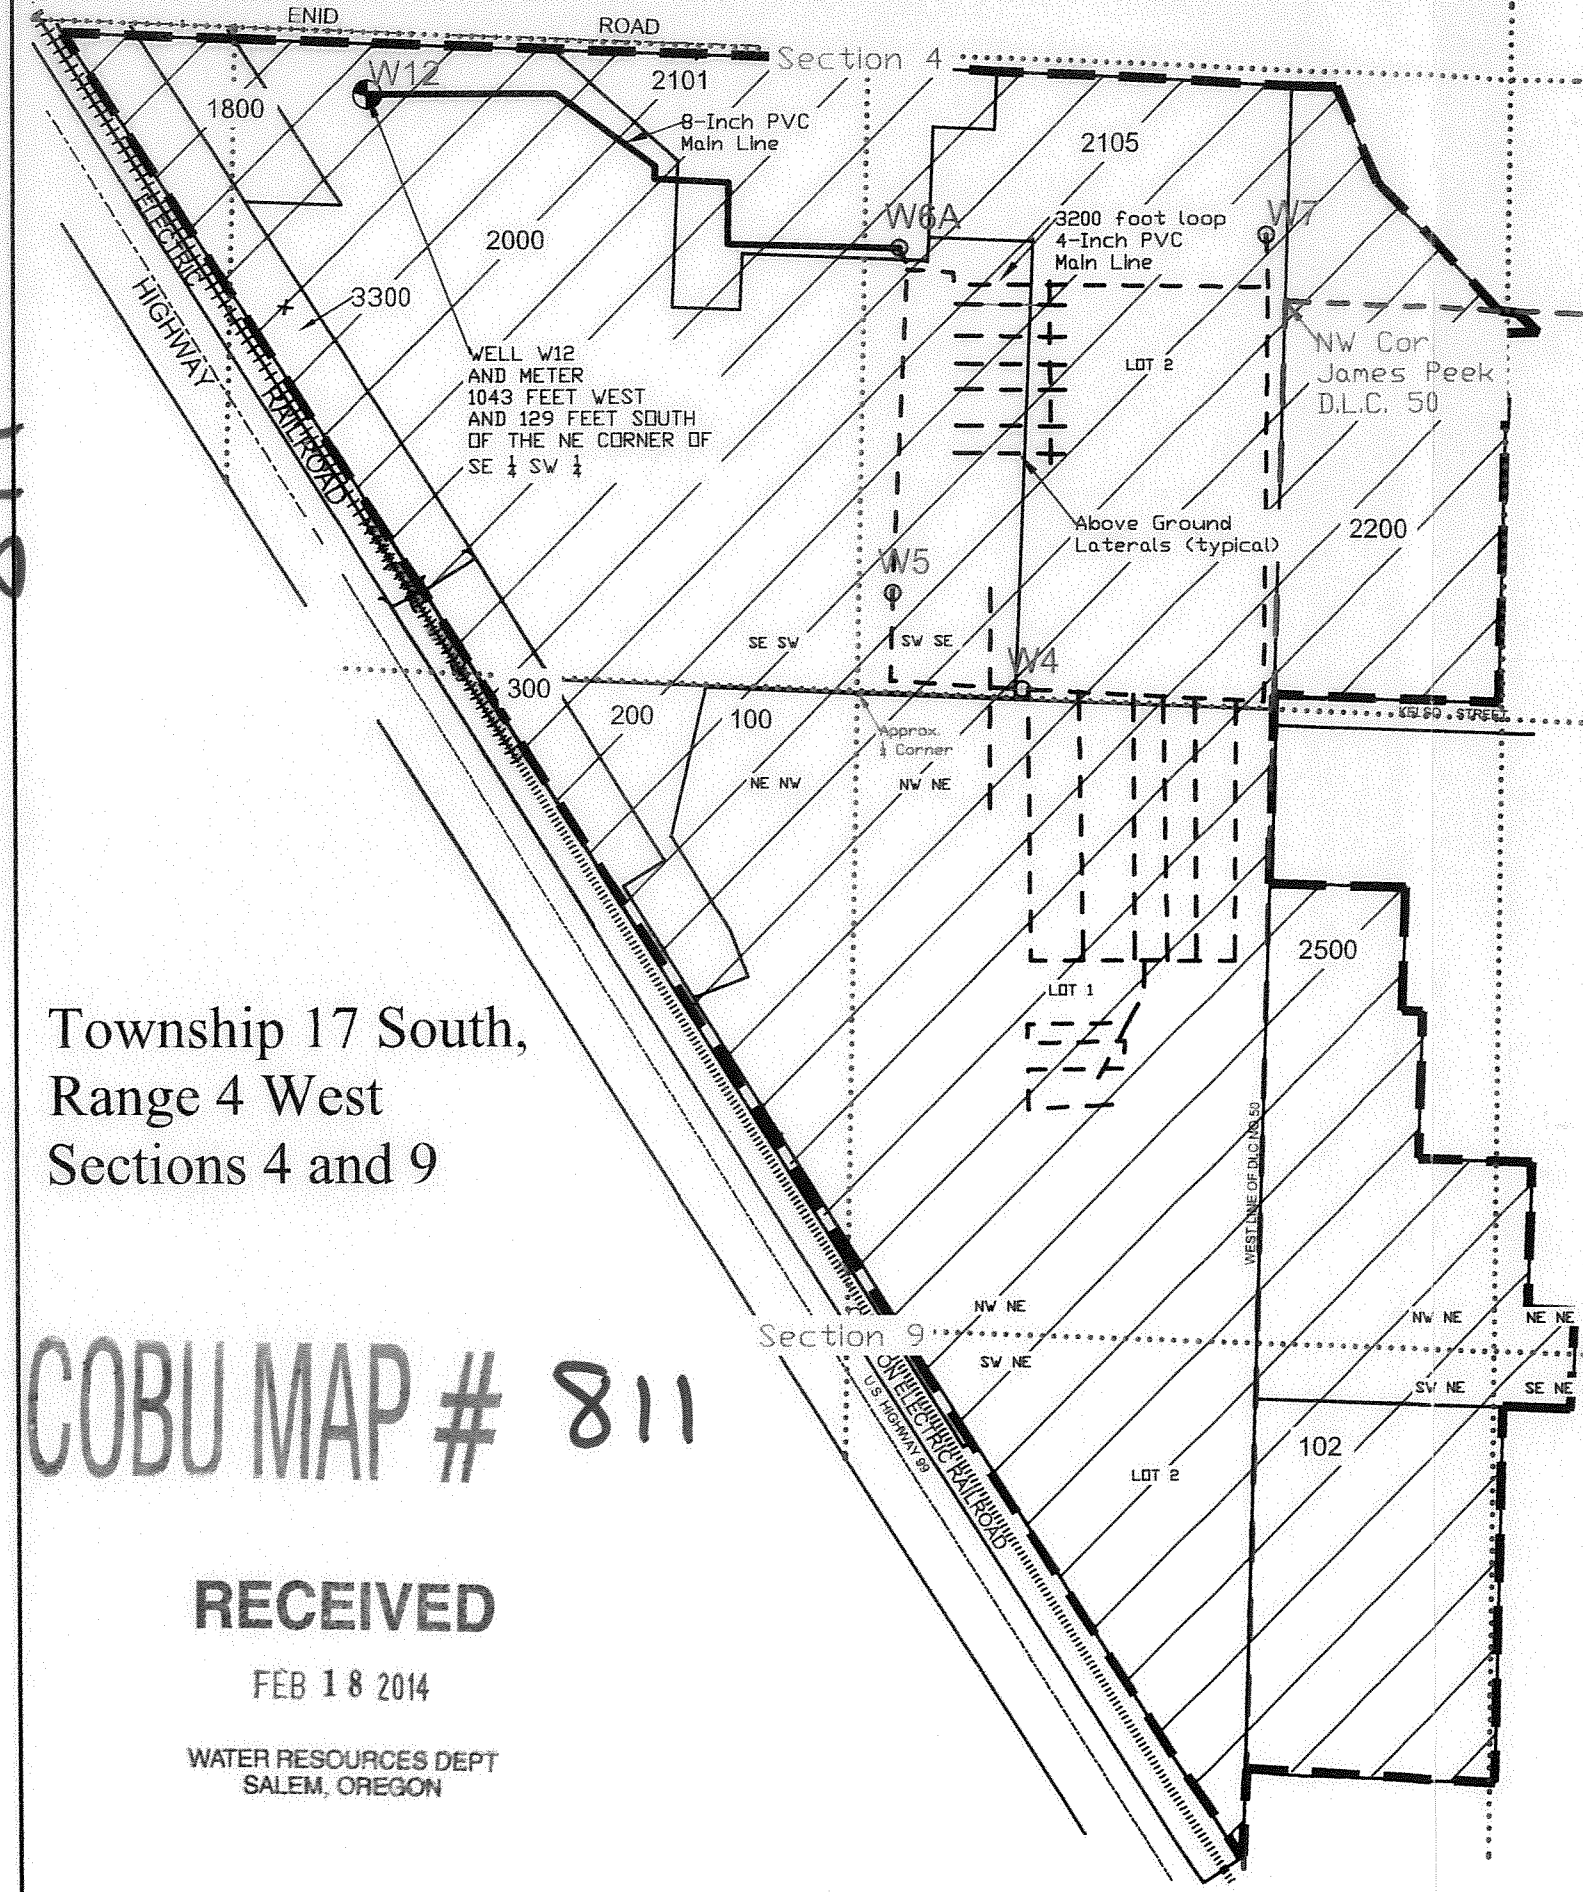 ENID
ROAD
Section 4
W12
1800
2101
8-Inch PVC
Main Line
2105
2000
W6A
3200 foot loop
4-Inch PVC
Main Line
W7
3300
ELECTRIC
HIGHWAY
RAILROAD
WELL W12
AND METER
1043 FEET WEST
AND 129 FEET SOUTH
OF THE NE CORNER OF
SE 1/4 SW 1/4
LOT 2
NW Cor
James Peek
D.L.C. 50
Above Ground
Laterals (typical)
2200
W5
SE SW
SW SE
W4
300
200
100
KELSO STREET
Approx.
1/4 Corner
NE NW
NW NE
2500
LOT 1
Township 17 South,
Range 4 West
Sections 4 and 9
WEST LINE OF DLC NO. 50
NW NE
NW NE
NE NE
Section 9
SW NE
SW NE
SE NE
ON ELECTRIC RAILROAD
U.S. HIGHWAY 99
COBU MAP # 811
102
LOT 2
RECEIVED
FEB 18 2014
WATER RESOURCES DEPT
SALEM, OREGON